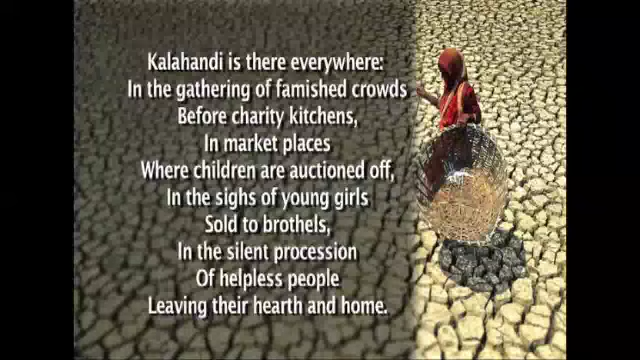 Kalahandi is there everywhere:
In the gathering of famished crowds
Before charity kitchens,
In market places
Where children are auctioned off,
In the sighs of young girls
Sold to brothels,
In the silent procession
Of helpless people
Leaving their hearth and home.